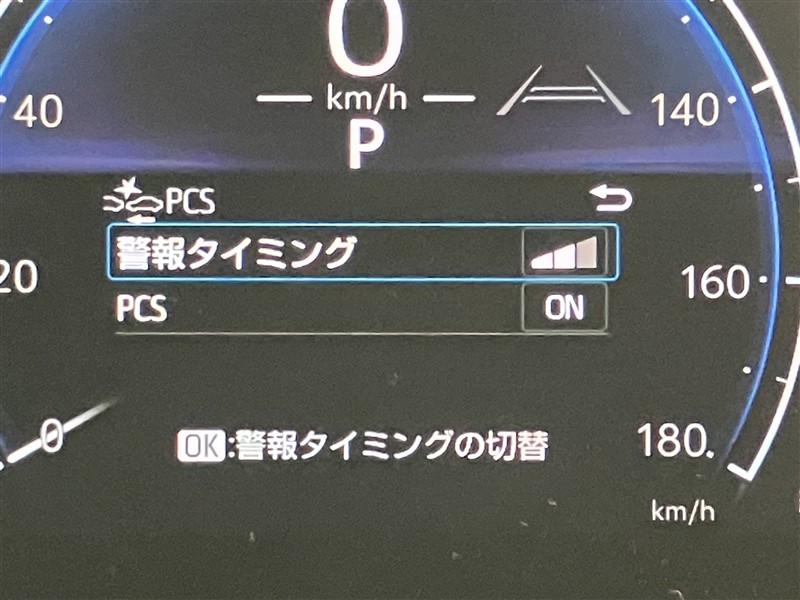 0
km/h
P
40
140
PCS
警報タイミング
20
160
PCS ON
0
OK:警報タイミングの切替
180
km/h